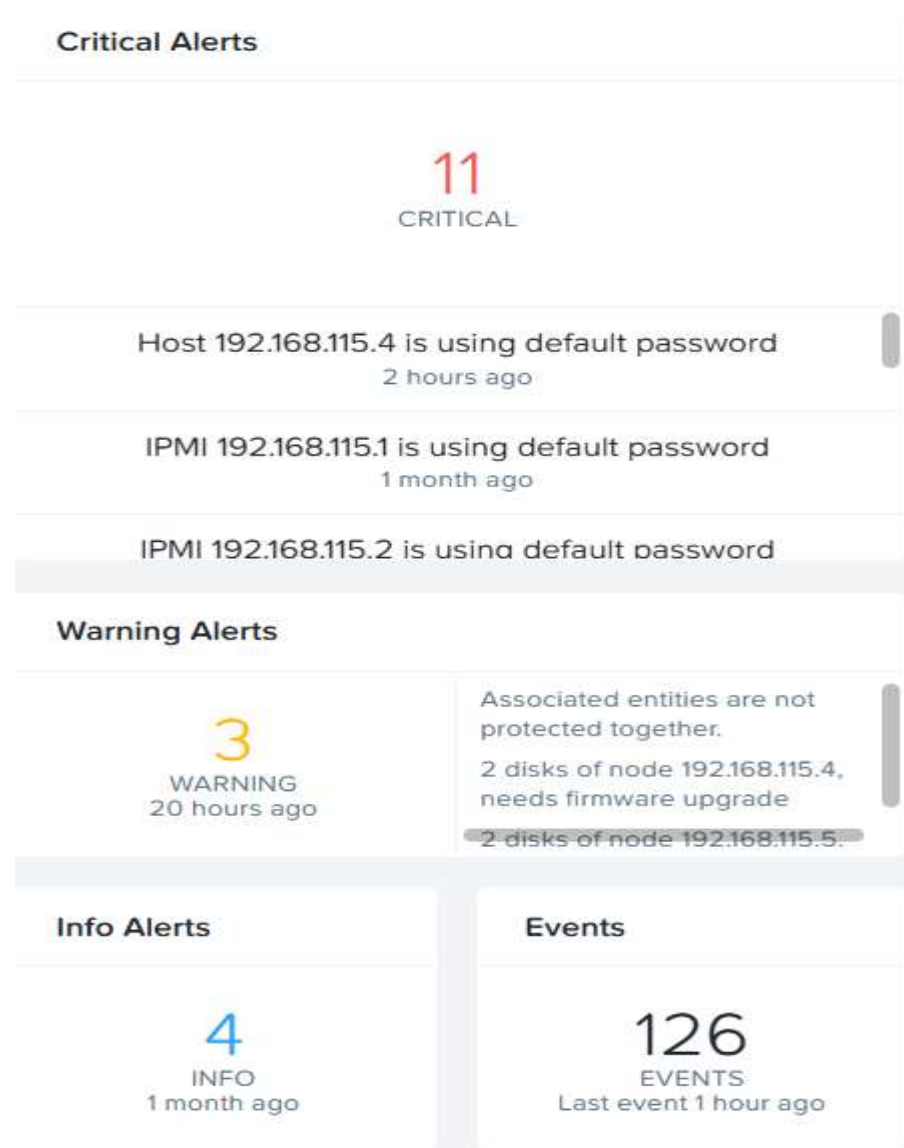 Critical Alerts
11
CRITICAL
Host 192.168.115.4 is using default password
2 hours ago
IPMI 192.168.115.1 is using default password
1 month ago
IPMI 192.168.115.2 is using default password
Warning Alerts
3
WARNING
20 hours ago
Associated entities are not
protected together.
2 disks of node 192.168.115.4,
needs firmware upgrade
2 disks of node 192.168.115.5.
Info Alerts
4
INFO
1 month ago
Events
126
EVENTS
Last event 1 hour ago